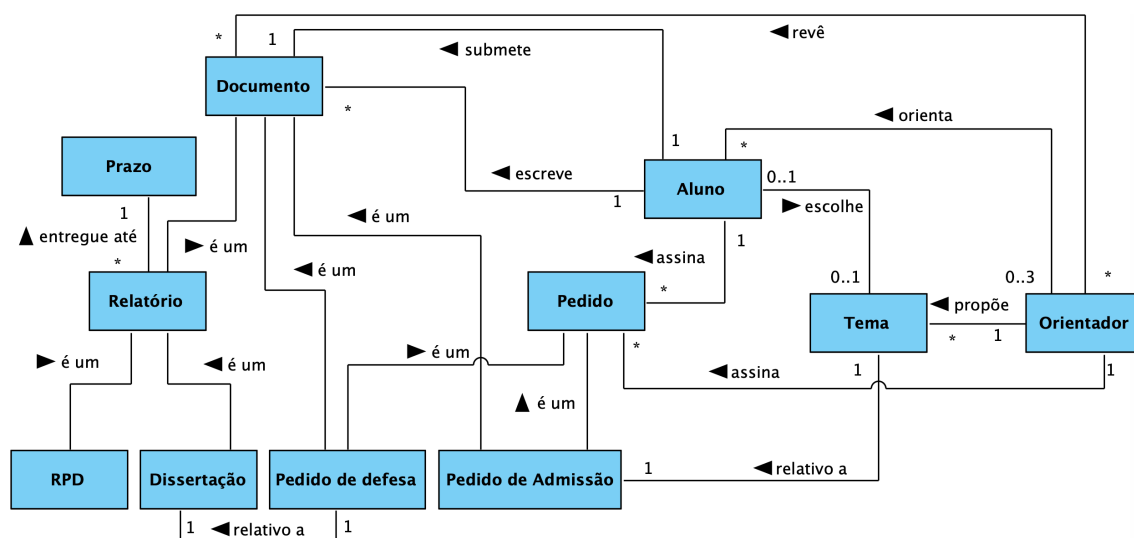 revê
* 1
submete
Documento
*
orienta
Prazo
1 *
escreve
Aluno
0..1
1
escolhe
1
entregue até
é um
é um
1
assina
*
é um
0..1 0..3 *
Relatório
Pedido
*
Tema
propõe
* 1
Orientador
é um
é um
é um
*
assina
1 1
é um
RPD
Dissertação
Pedido de defesa
Pedido de Admissão
1
relativo a
1
relativo a
1